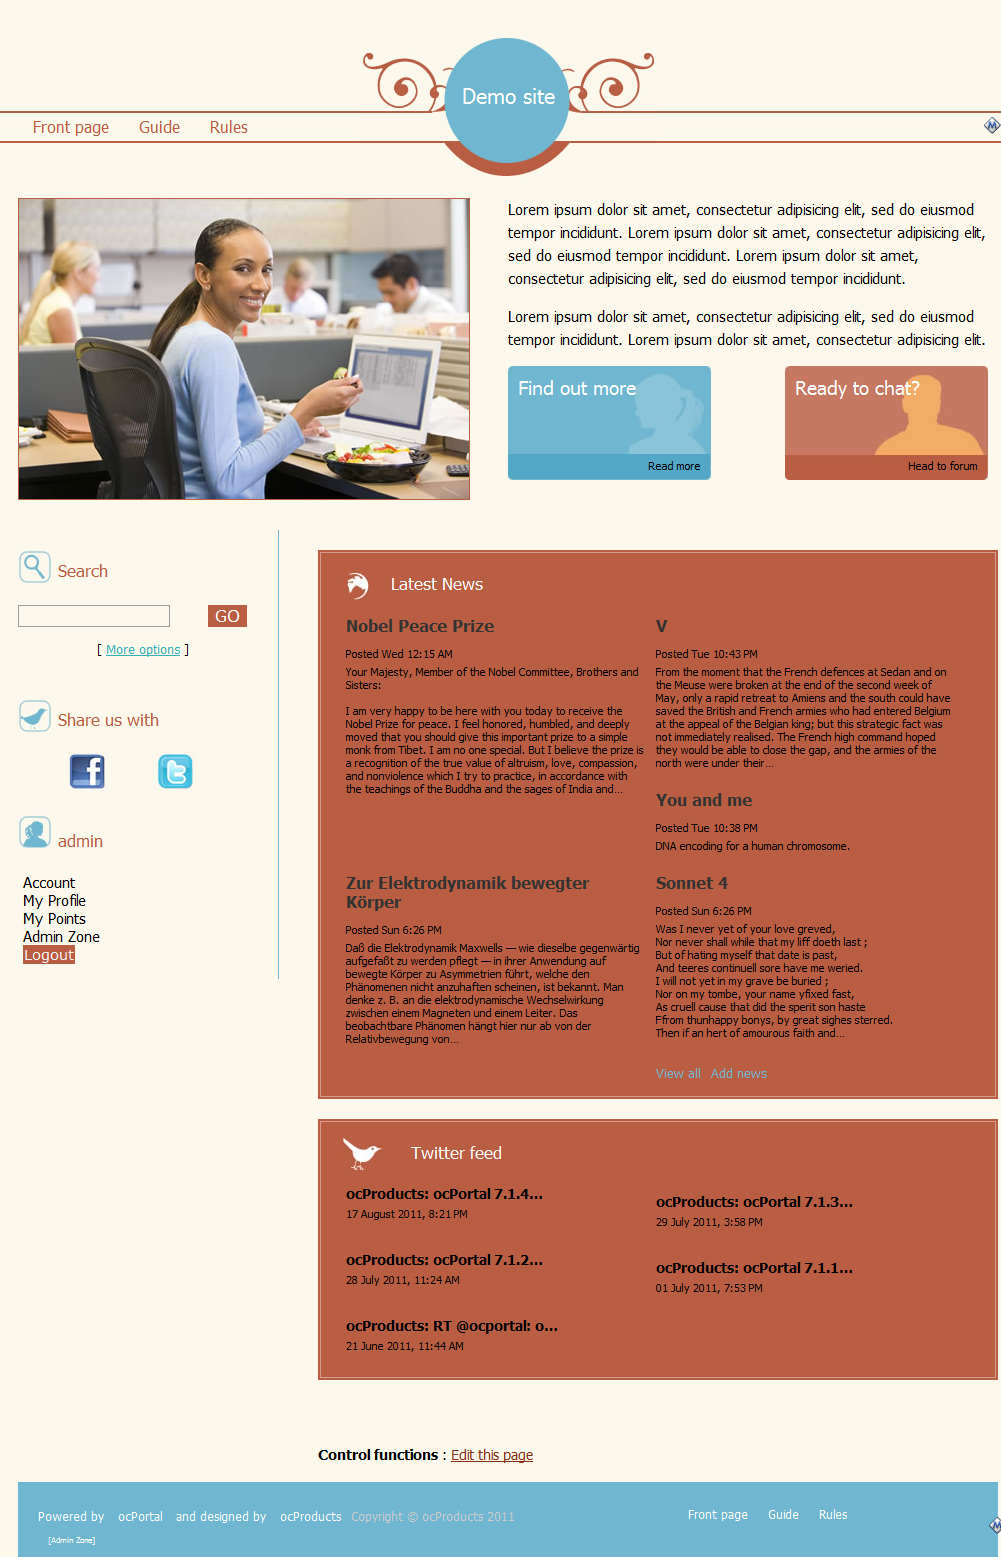 Demo site
Front page Guide Rules
Lorem ipsum dolor sit amet, consectetur adipisicing elit, sed do eiusmod
tempor incididunt. Lorem ipsum dolor sit amet, consectetur adipisicing elit,
sed do eiusmod tempor incididunt. Lorem ipsum dolor sit amet,
consectetur adipisicing elit, sed do eiusmod tempor incididunt.
Lorem ipsum dolor sit amet, consectetur adipisicing elit, sed do eiusmod
tempor incididunt. Lorem ipsum dolor sit amet, consectetur adipisicing elit.
Find out more
Read more
Ready to chat?
Head to forum
Search
GO
[ More options ]
Share us with
admin
Account
My Profile
My Points
Admin Zone
Logout
Latest News
Nobel Peace Prize
Posted Wed 12:15 AM
Your Majesty, Member of the Nobel Committee, Brothers and
Sisters:
I am very happy to be here with you today to receive the
Nobel Prize for peace. I feel honored, humbled, and deeply
moved that you should give this important prize to a simple
monk from Tibet. I am no one special. But I believe the prize is
a recognition of the true value of altruism, love, compassion,
and nonviolence which I try to practice, in accordance with
the teachings of the Buddha and the sages of India and...
V
Posted Tue 10:43 PM
From the moment that the French defences at Sedan and on
the Meuse were broken at the end of the second week of
May, only a rapid retreat to Amiens and the south could have
saved the British and French armies who had entered Belgium
at the appeal of the Belgian king; but this strategic fact was
not immediately realised. The French high command hoped
they would be able to close the gap, and the armies of the
north were under their...
You and me
Posted Tue 10:38 PM
DNA encoding for a human chromosome.
Zur Elektrodynamik bewegter
Körper
Posted Sun 6:26 PM
Daß die Elektrodynamik Maxwells — wie dieselbe gegenwärtig
aufgefaßt zu werden pflegt — in ihrer Anwendung auf
bewegte Körper zu Asymmetrien führt, welche den
Phänomenen nicht anzuhaften scheinen, ist bekannt. Man
denke z. B. an die elektrodynamische Wechselwirkung
zwischen einem Magneten und einem Leiter. Das
beobachtbare Phänomen hängt hier nur ab von der
Relativbewegung von...
Sonnet 4
Posted Sun 6:26 PM
Was I never yet of your love greved,
Nor never shall while that my liff doeth last ;
But of hating myself that date is past,
And teeres continuell sore have me weried.
I will not yet in my grave be buried ;
Nor on my tombe, your name yfixed fast,
As cruell cause that did the sperit son haste
Ffrom thunhappy bonys, by great sighes sterred.
Then if an hert of amourous faith and...
View all Add news
Twitter feed
ocProducts: ocPortal 7.1.4...
17 August 2011, 8:21 PM
ocProducts: ocPortal 7.1.3...
29 July 2011, 3:58 PM
ocProducts: ocPortal 7.1.2...
28 July 2011, 11:24 AM
ocProducts: ocPortal 7.1.1...
01 July 2011, 7:53 PM
ocProducts: RT @ocportal: o...
21 June 2011, 11:44 AM
Control functions : Edit this page
Powered by ocPortal and designed by ocProducts Copyright © ocProducts 2011
Front page Guide Rules
[Admin Zone]